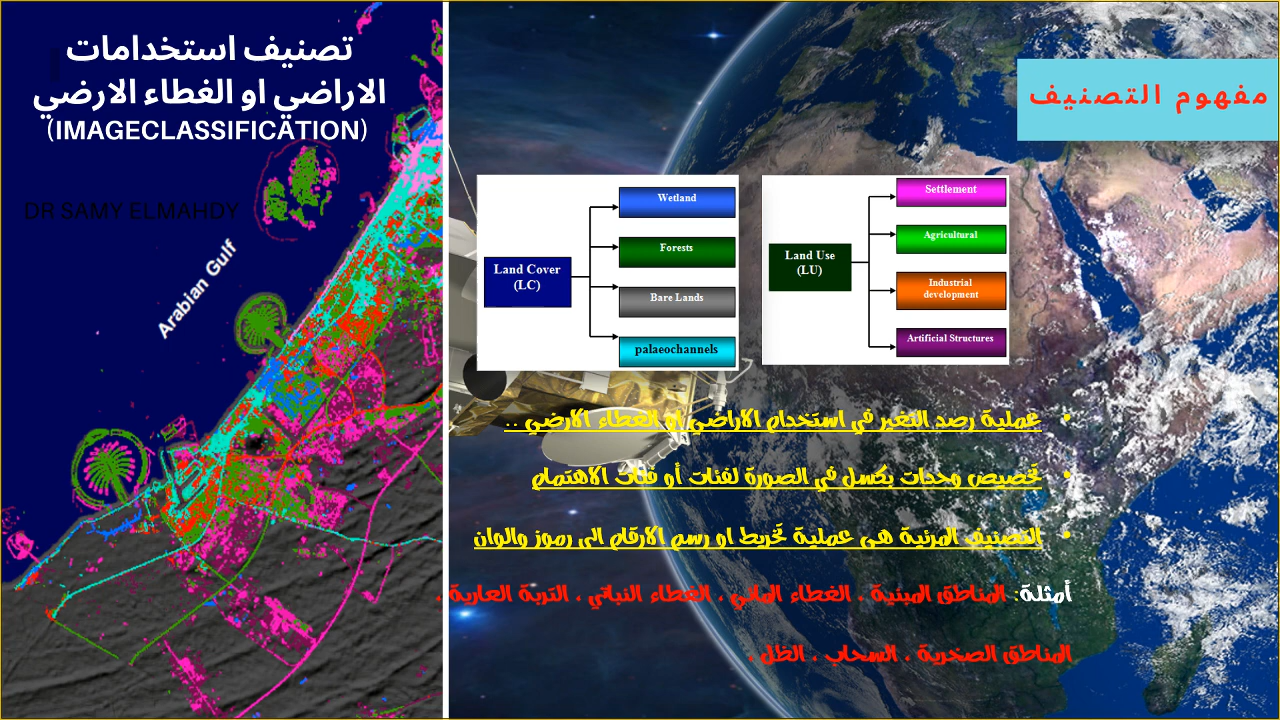 تصنيف استخدامات
الاراضي او الغطاء الارضي
(IMAGECLASSIFICATION)
DR SAMY ELMAHDY
Arabian Gulf
مفهوم التصنيف
Land Cover
(LC)
Wetland
Forests
Bare Lands
palaeochannels
Land Use
(LU)
Settlement
Agricultural
Industrial
development
Artificial Structures
• عملية رصد التغير في استخدام الاراضي او الغطاء الارضي ..
• تخصيص وحدات بكسل في الصورة لفئات أو فئات الاهتمام
• التصنيف المرئية هي عملية تخريط او رسم الارقام الى رموز والوان
أمثلة: المناطق المبنية ، الغطاء المائي ، الغطاء النباتي ، التربة العارية ،
المناطق الصخرية ، السحاب ، الظل .